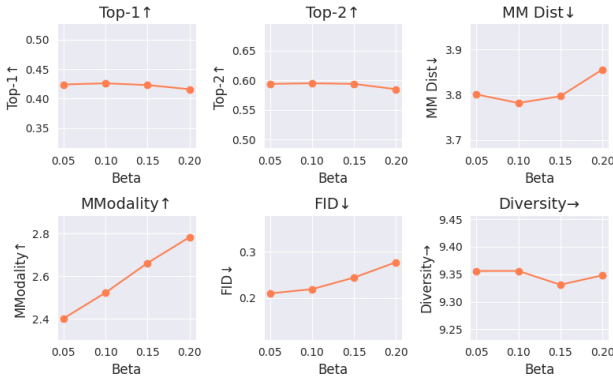 Top-1↑
Top-1↑
0.50
0.45
0.40
0.35
0.05 0.10 0.15 0.20
Beta
Top-2↑
Top-2↑
0.65
0.60
0.55
0.50
0.05 0.10 0.15 0.20
Beta
MM Dist↓
MM Dist↓
3.9
3.8
3.7
0.05 0.10 0.15 0.20
Beta
MModality↑
MModality↑
2.8
2.6
2.4
0.05 0.10 0.15 0.20
Beta
FID↓
FID↓
0.3
0.2
0.05 0.10 0.15 0.20
Beta
Diversity→
Diversity→
9.45
9.40
9.35
9.30
9.25
0.05 0.10 0.15 0.20
Beta